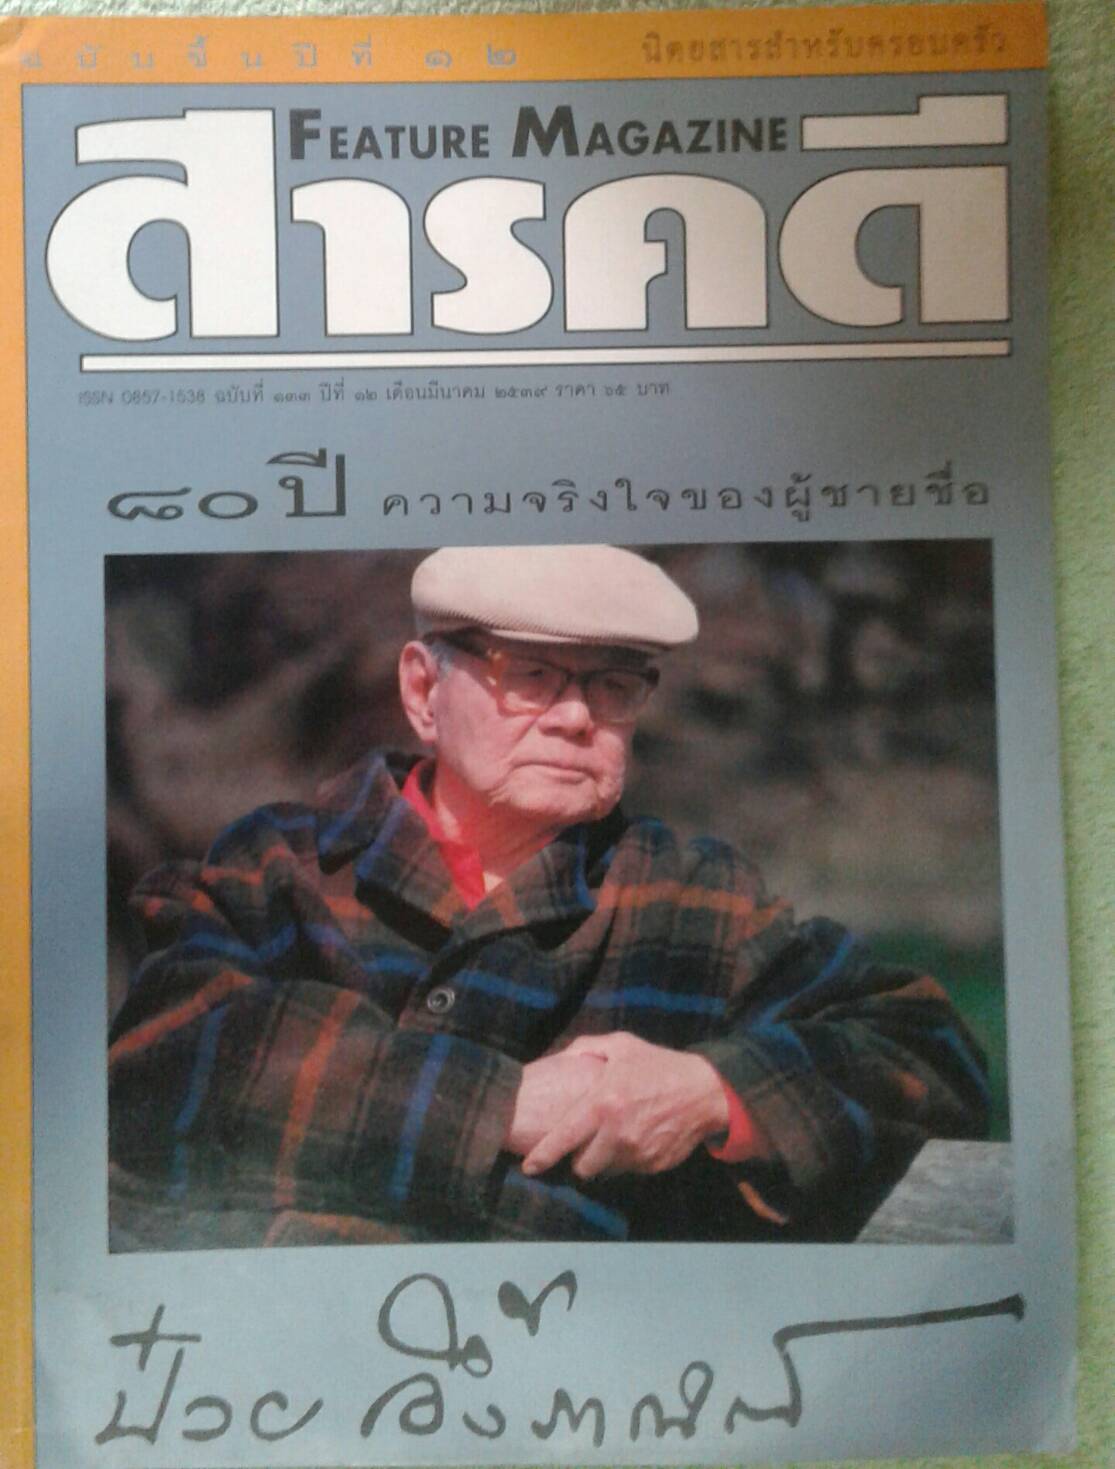 ฉบับขึ้นปีที่ ๑๒ นิตยสารสำหรับครอบครัว
FEATURE MAGAZINE
สารคดี
ISSN 0857-1538 ฉบับที่ ๑๓๓ ปีที่ ๑๒ เดือนมีนาคม ๒๕๓๙ ราคา ๖๕ บาท
๘๐ ปี ความจริงใจของผู้ชายชื่อ
ป๋วย อึ๊งภากรณ์